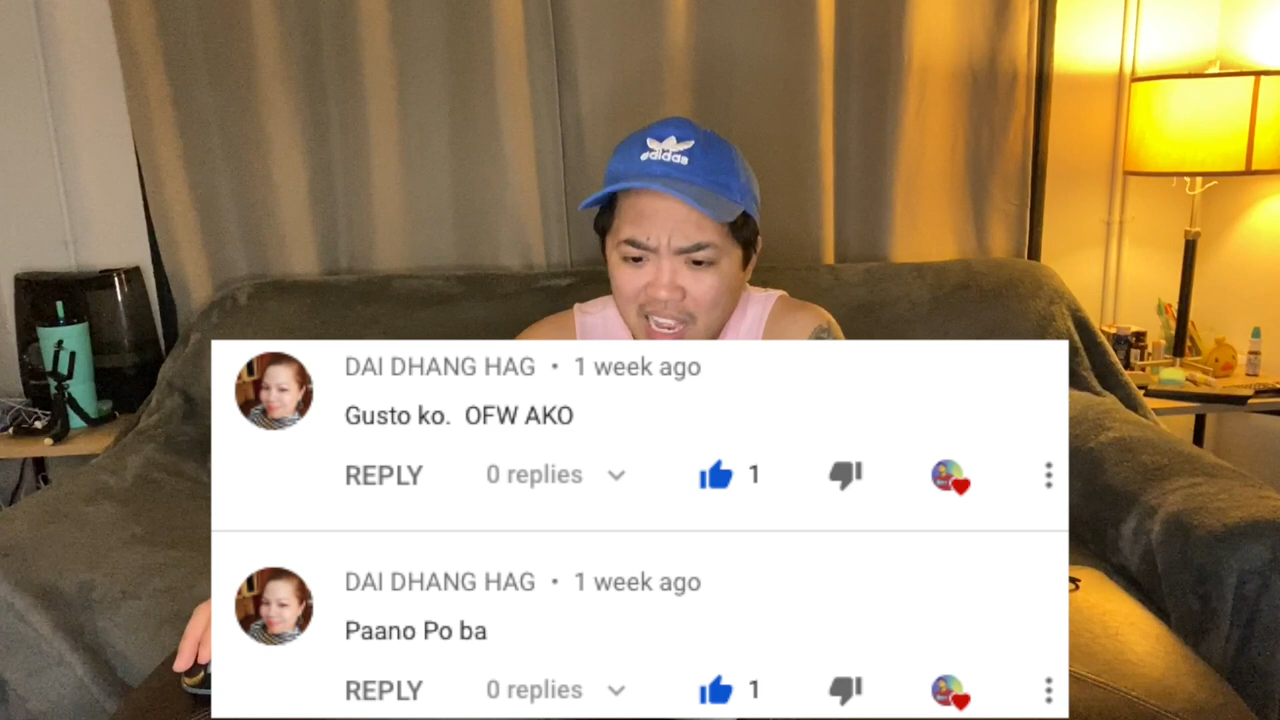 adidas
DAI DHANG HAG • 1 week ago
Gusto ko.  OFW AKO
REPLY 0 replies 1
DAI DHANG HAG • 1 week ago
Paano Po ba
REPLY 0 replies 1